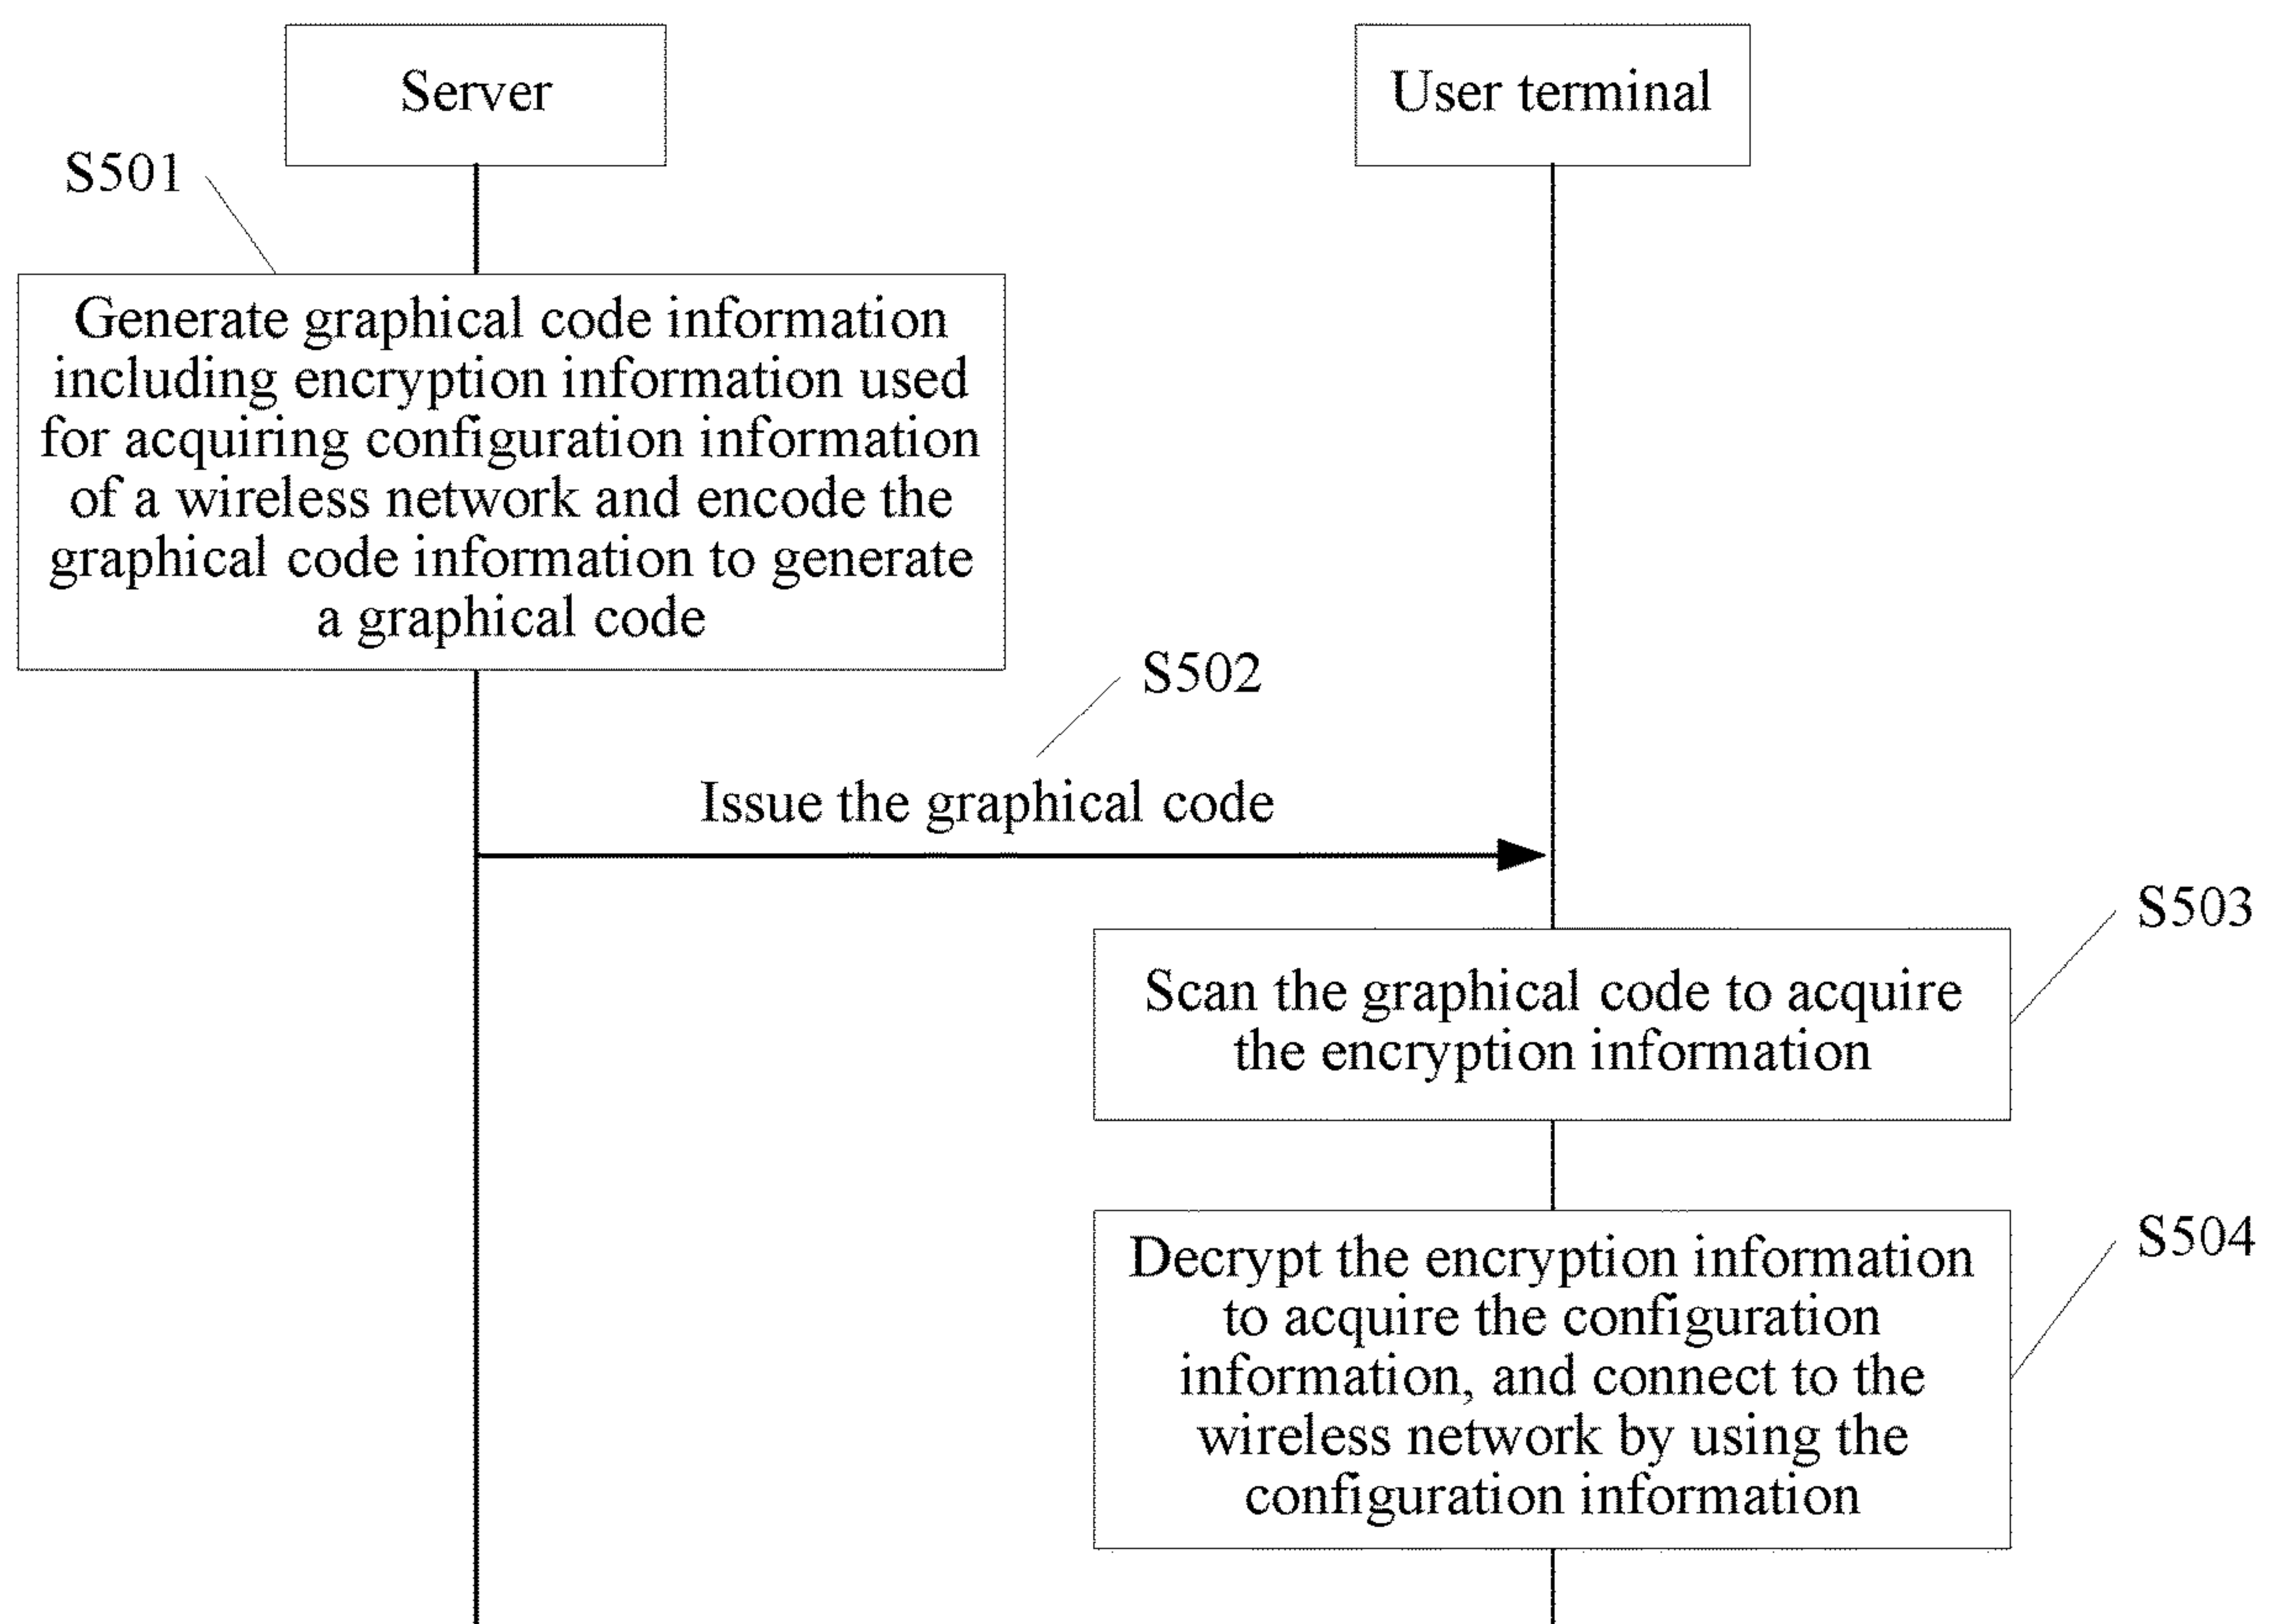 Server
User terminal
S501
Generate graphical code information
including encryption information used
for acquiring configuration information
of a wireless network and encode the
graphical code information to generate
a graphical code
S502
Issue the graphical code
S503
Scan the graphical code to acquire
the encryption information
S504
Decrypt the encryption information
to acquire the configuration
information, and connect to the
wireless network by using the
configuration information